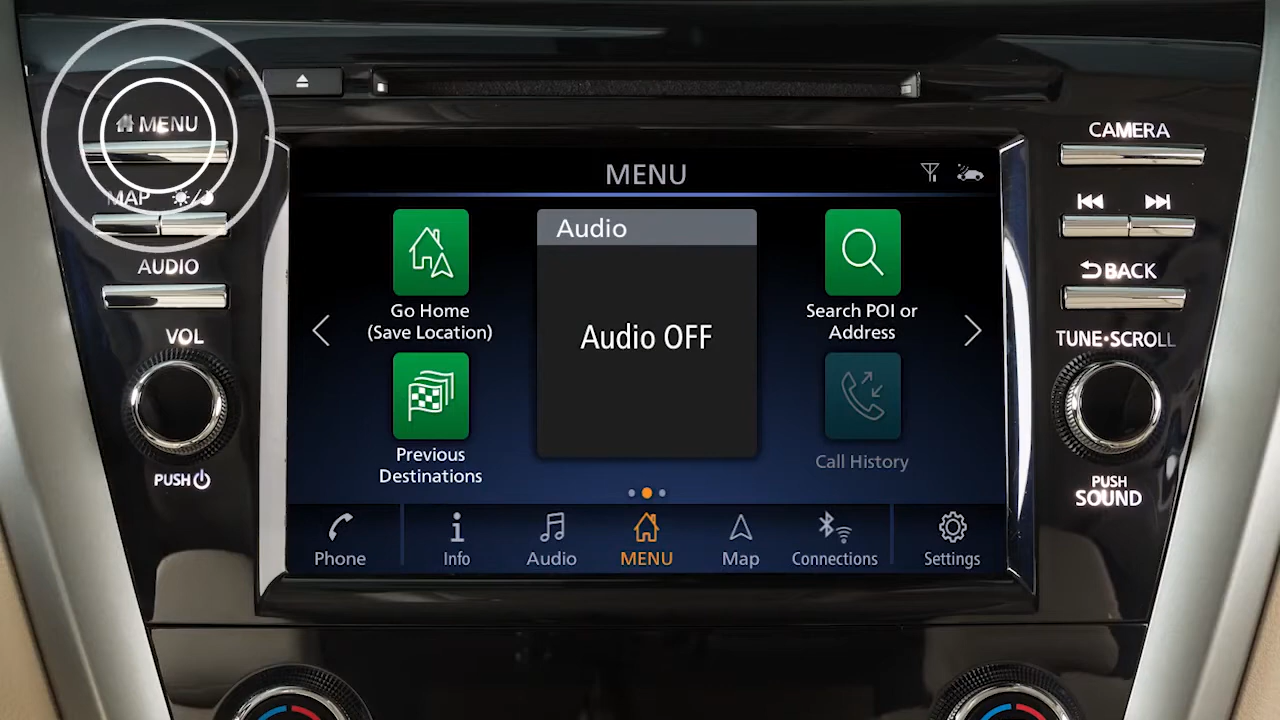 MENU
MAP
AUDIO
VOL
PUSH
MENU
Audio
Audio OFF
Go Home
(Save Location)
Previous
Destinations
Search POI or
Address
Call History
Phone
Info
Audio
MENU
Map
Connections
Settings
CAMERA
BACK
TUNE•SCROLL
PUSH
SOUND